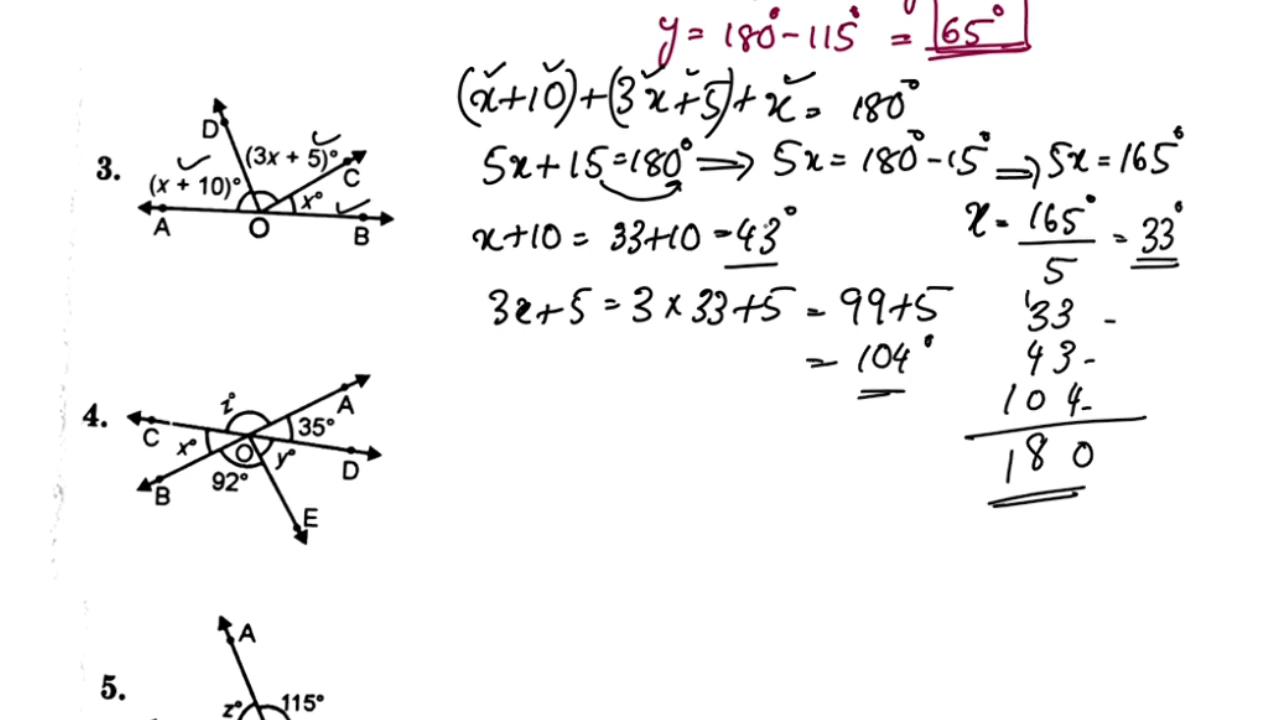 y = 180° - 115° = 65°
(x+10)+(3x+5)+x = 180°
3.
D
(3x + 5)°
C
(x + 10)°
x°
A
O
B
5x+15=180° ⟹ 5x = 180° - 15° ⟹ 5x = 165°
x+10 = 33+10 = 43°
x = 165° / 5 = 33°
3x+5 = 3 × 33+5 = 99+5
= 104°
1
33 -
43 -
104 -
180
4.
i°
A
C
35°
x°
O
y°
D
B
92°
E
5.
A
z°
115°